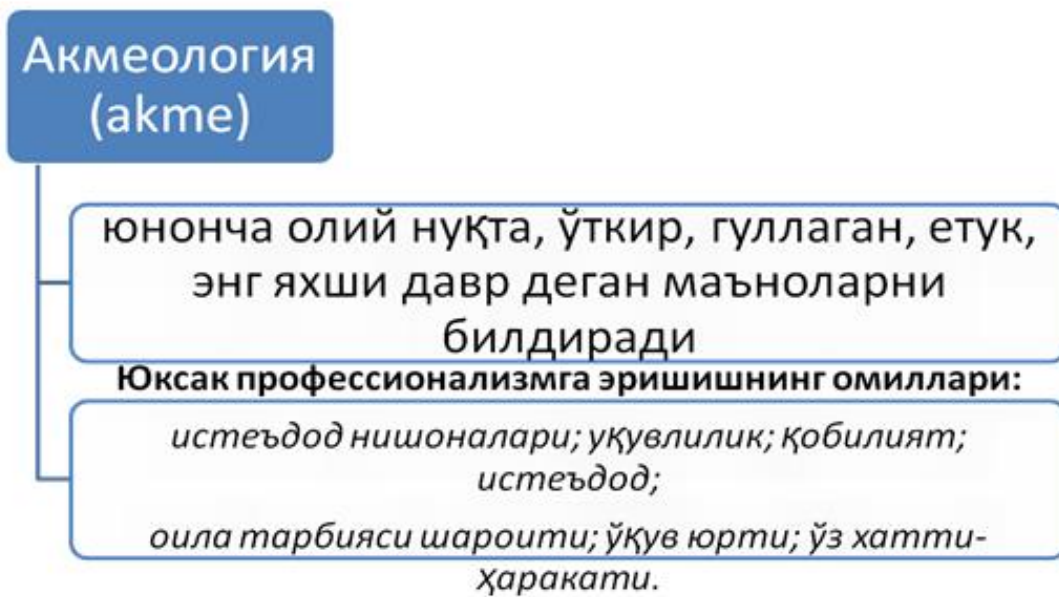 Акмеология
(akme)
юнонча олий нуқта, ўткир, гуллаган, етук,
энг яхши давр деган маъноларни
билдиради
Юксак профессионализмга эришишнинг омиллари:
истеъдод нишоналари; уқувлилик; қобилият;
истеъдод;
оила тарбияси шароити; ўқув юрти; ўз хатти-
ҳаракати.